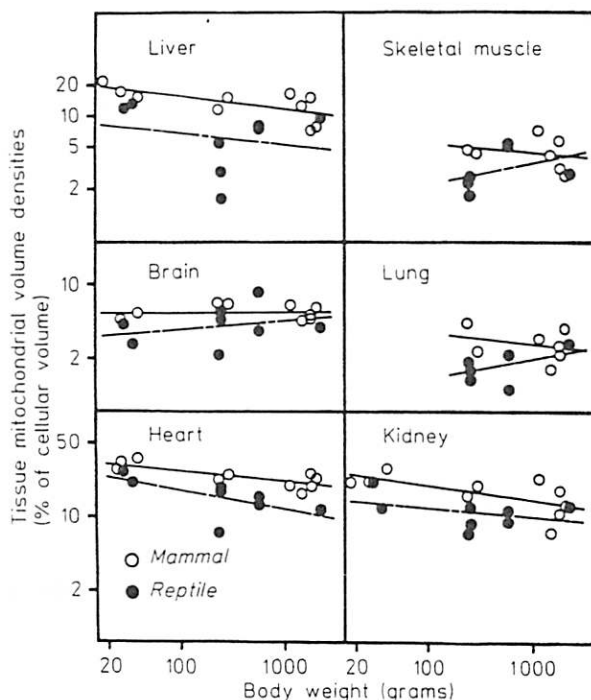 Liver
Skeletal muscle
20
10
5
2
Brain
Lung
10
2
Heart
Kidney
50
10
2
Mammal
Reptile
20
100
1000
20
100
1000
Body weight (grams)
Tissue mitochondrial volume densities
(% of cellular volume)